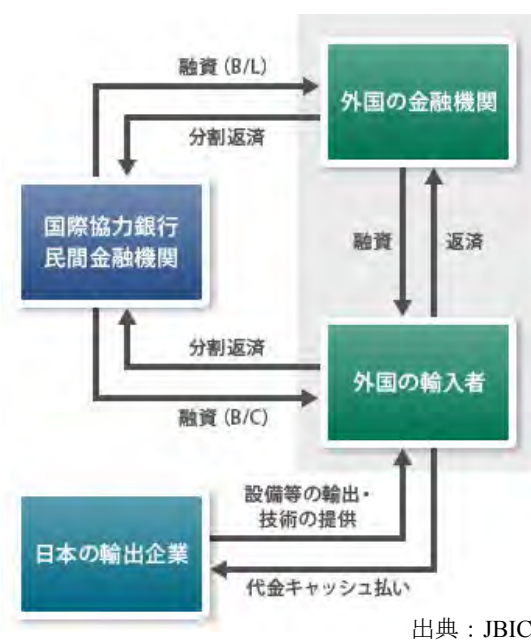 融資（B/L）
外国の金融機関
分割返済
国際協力銀行
民間金融機関
融資
返済
分割返済
外国の輸入者
融資（B/C）
設備等の輸出・
技術の提供
日本の輸出企業
代金キャッシュ払い
出典：JBIC